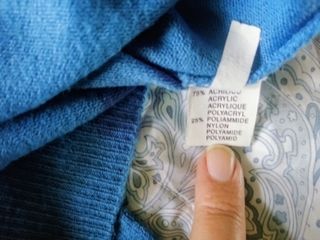 75% ACRILICO
ACRYLIC
ACRYLIQUE
POLYACRYL
25% POLIAMMIDE
NYLON
POLYAMIDE
POLYAMID